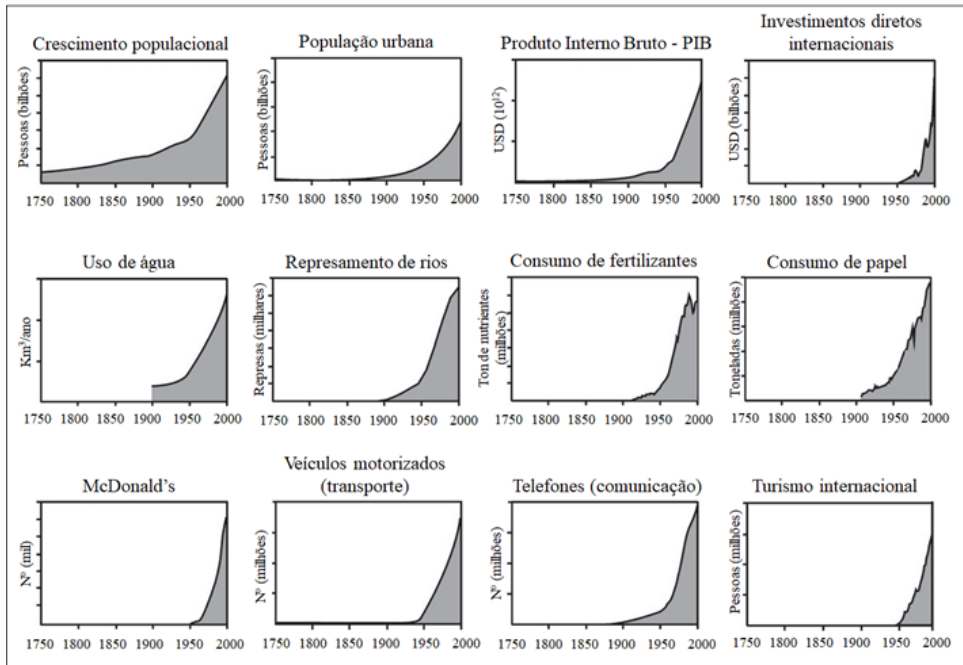 Crescimento populacional
Pessoas (bilhões)
1750 1800 1850 1900 1950 2000
População urbana
Pessoas (bilhões)
1750 1800 1850 1900 1950 2000
Produto Interno Bruto - PIB
USD (10¹²)
1750 1800 1850 1900 1950 2000
Investimentos diretos
internacionais
USD (bilhões)
1750 1800 1850 1900 1950 2000
Uso de água
Km³/ano
1750 1800 1850 1900 1950 2000
Represamento de rios
Represas (milhares)
1750 1800 1850 1900 1950 2000
Consumo de fertilizantes
Ton de nutrientes
(milhões)
1750 1800 1850 1900 1950 2000
Consumo de papel
Toneladas (milhões)
1750 1800 1850 1900 1950 2000
McDonald's
Nº (mil)
1750 1800 1850 1900 1950 2000
Veículos motorizados
(transporte)
Nº (milhões)
1750 1800 1850 1900 1950 2000
Telefones (comunicação)
Nº (milhões)
1750 1800 1850 1900 1950 2000
Turismo internacional
Pessoas (milhões)
1750 1800 1850 1900 1950 2000